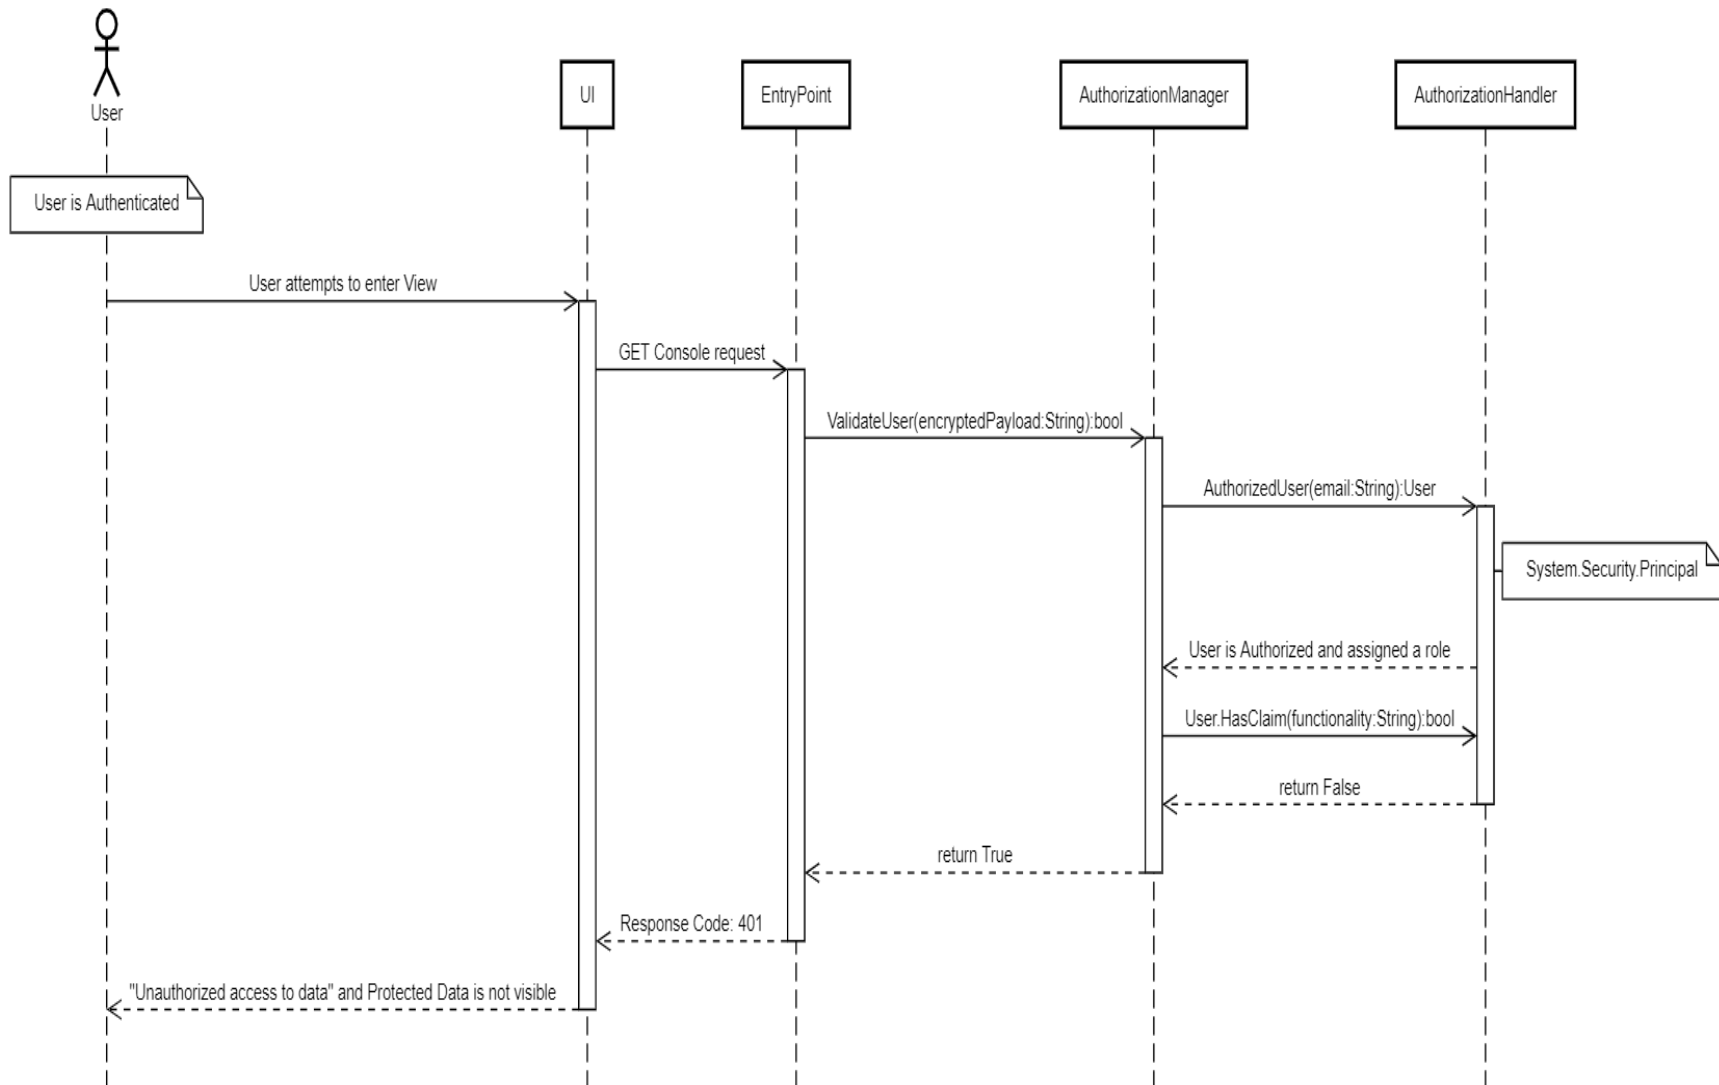 User
UI
EntryPoint
AuthorizationManager
AuthorizationHandler
User is Authenticated
User attempts to enter View
GET Console request
ValidateUser(encryptedPayload:String):bool
AuthorizedUser(email:String):User
System.Security.Principal
User is Authorized and assigned a role
User.HasClaim(functionality:String):bool
return False
return True
Response Code: 401
"Unauthorized access to data" and Protected Data is not visible